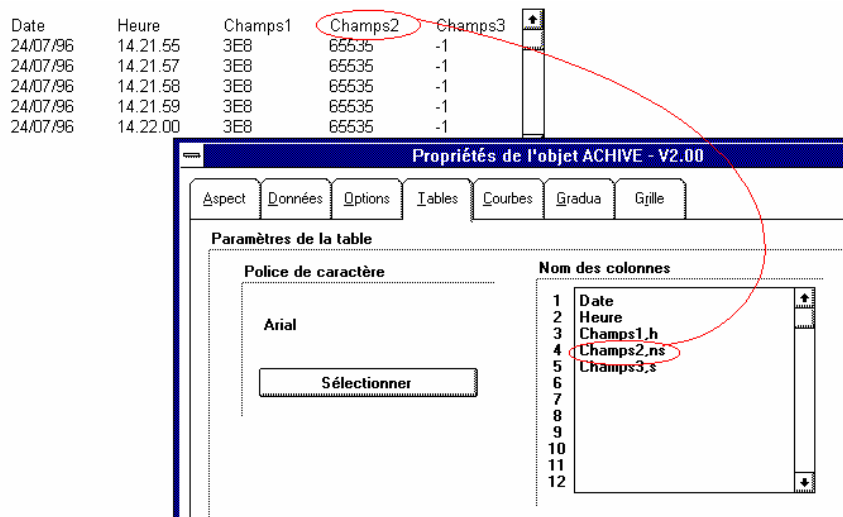 Date Heure Champs1 Champs2 Champs3
24/07/96 14.21.55 3E8 65535 -1
24/07/96 14.21.57 3E8 65535 -1
24/07/96 14.21.58 3E8 65535 -1
24/07/96 14.21.59 3E8 65535 -1
24/07/96 14.22.00 3E8 65535 -1
Propriétés de l'objet ACHIVE - V2.00
Aspect Données Options Tables Courbes Gradua Grille
Paramètres de la table
Police de caractère
Arial
Sélectionner
Nom des colonnes
1 Date
2 Heure
3 Champs1,h
4 Champs2,ns
5 Champs3,s
6
7
8
9
10
11
12